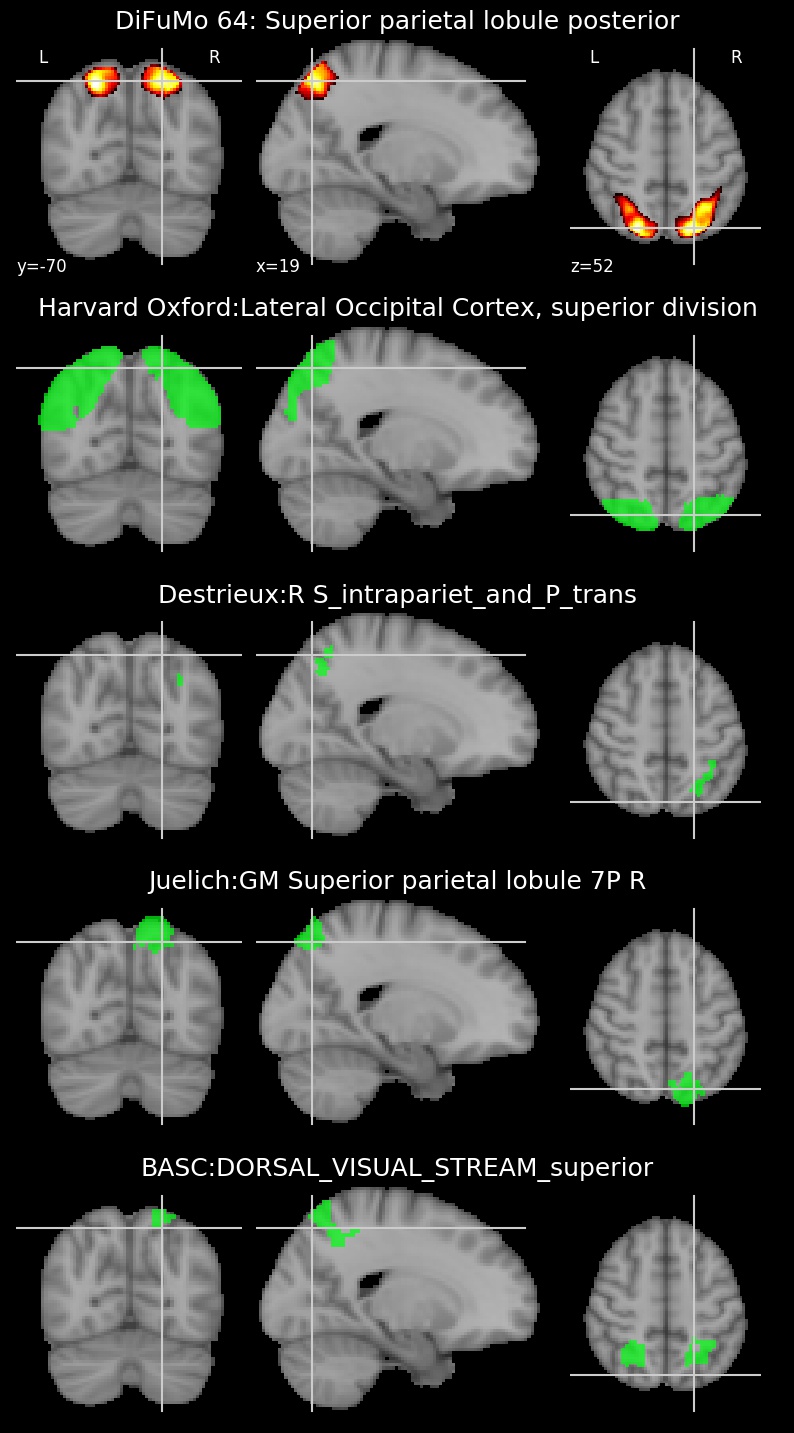 DiFuMo 64: Superior parietal lobule posterior
L R L R
y=-70 x=19 z=52
Harvard Oxford:Lateral Occipital Cortex, superior division
Destrieux:R S_intrapariet_and_P_trans
Juelich:GM Superior parietal lobule 7P R
BASC:DORSAL_VISUAL_STREAM_superior